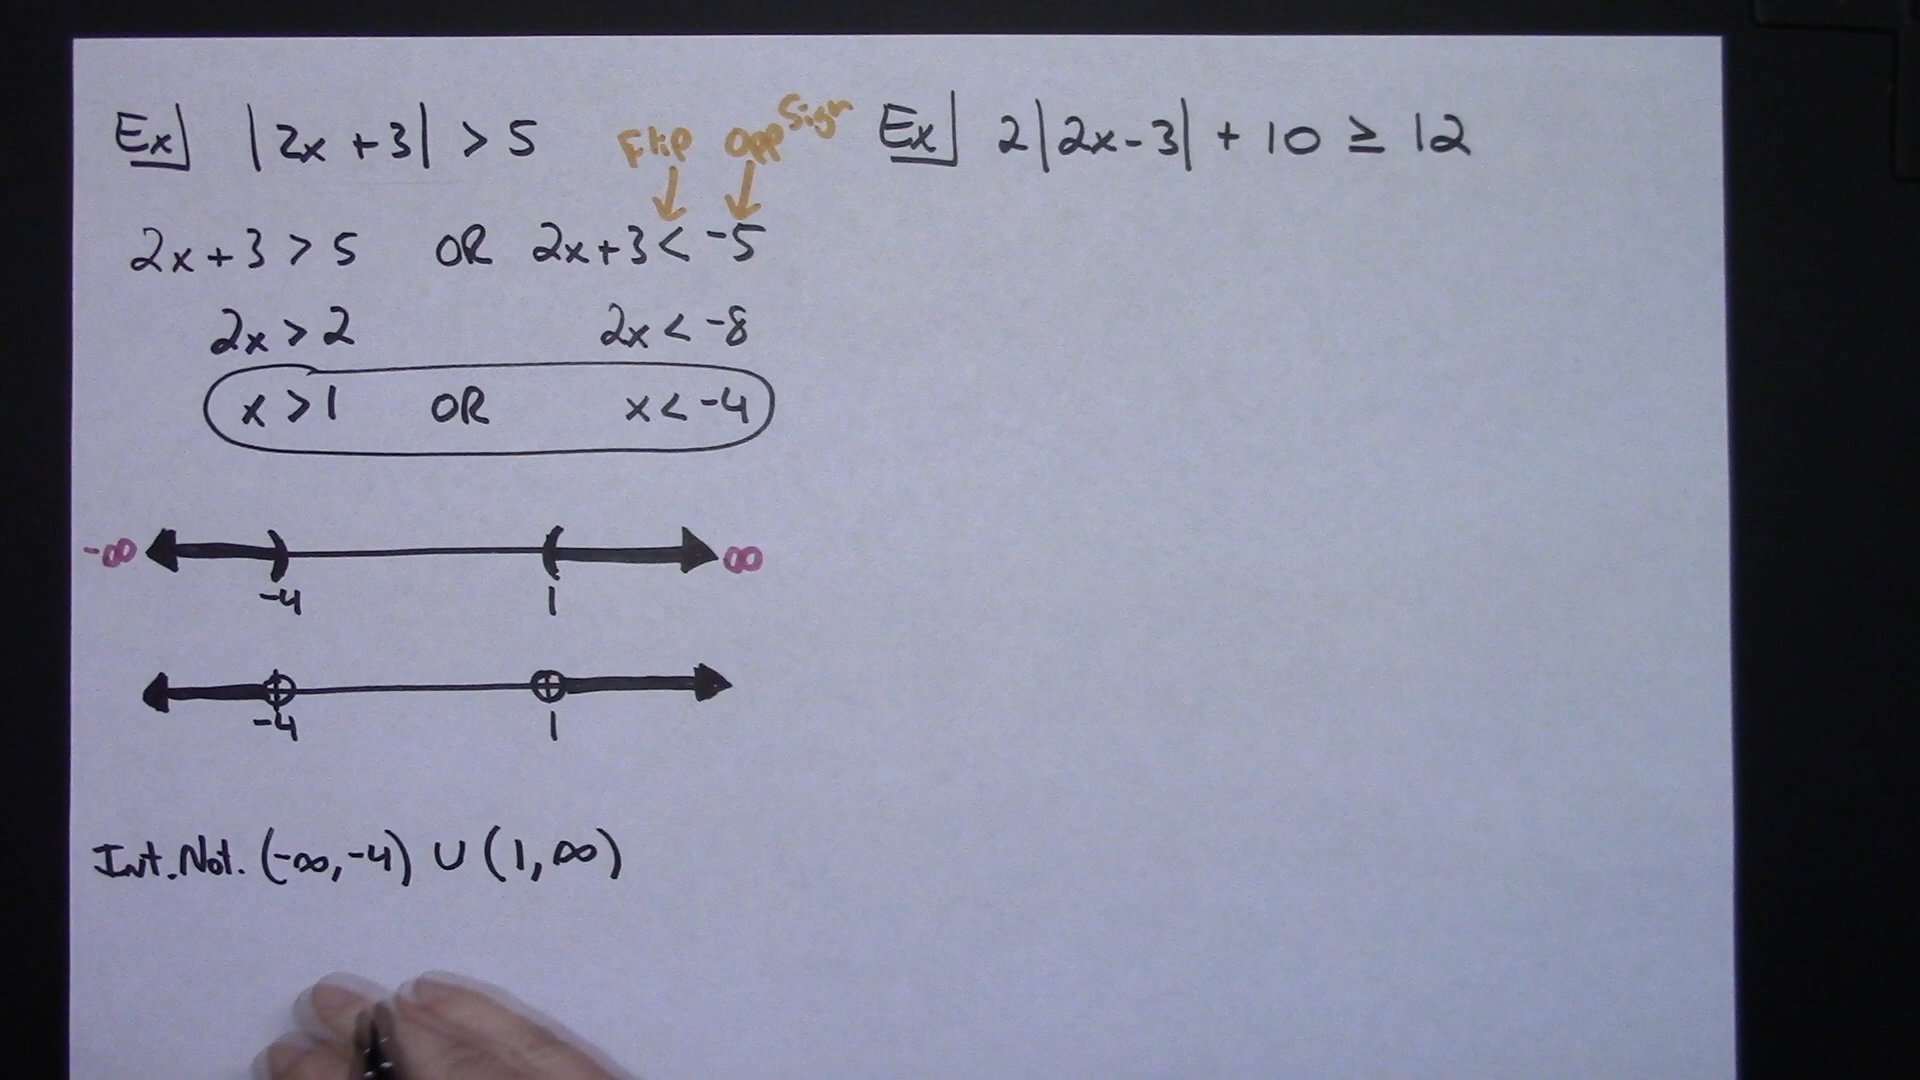 Ex] |2x + 3| > 5
Flip Opp Sign
2x + 3 > 5 OR 2x + 3 < -5
2x > 2 2x < -8
x > 1 OR x < -4
-∞ ∞
-4 1
-4 1
Int. Not. (-∞, -4) ∪ (1, ∞)
Ex] 2|2x - 3| + 10 ≥ 12